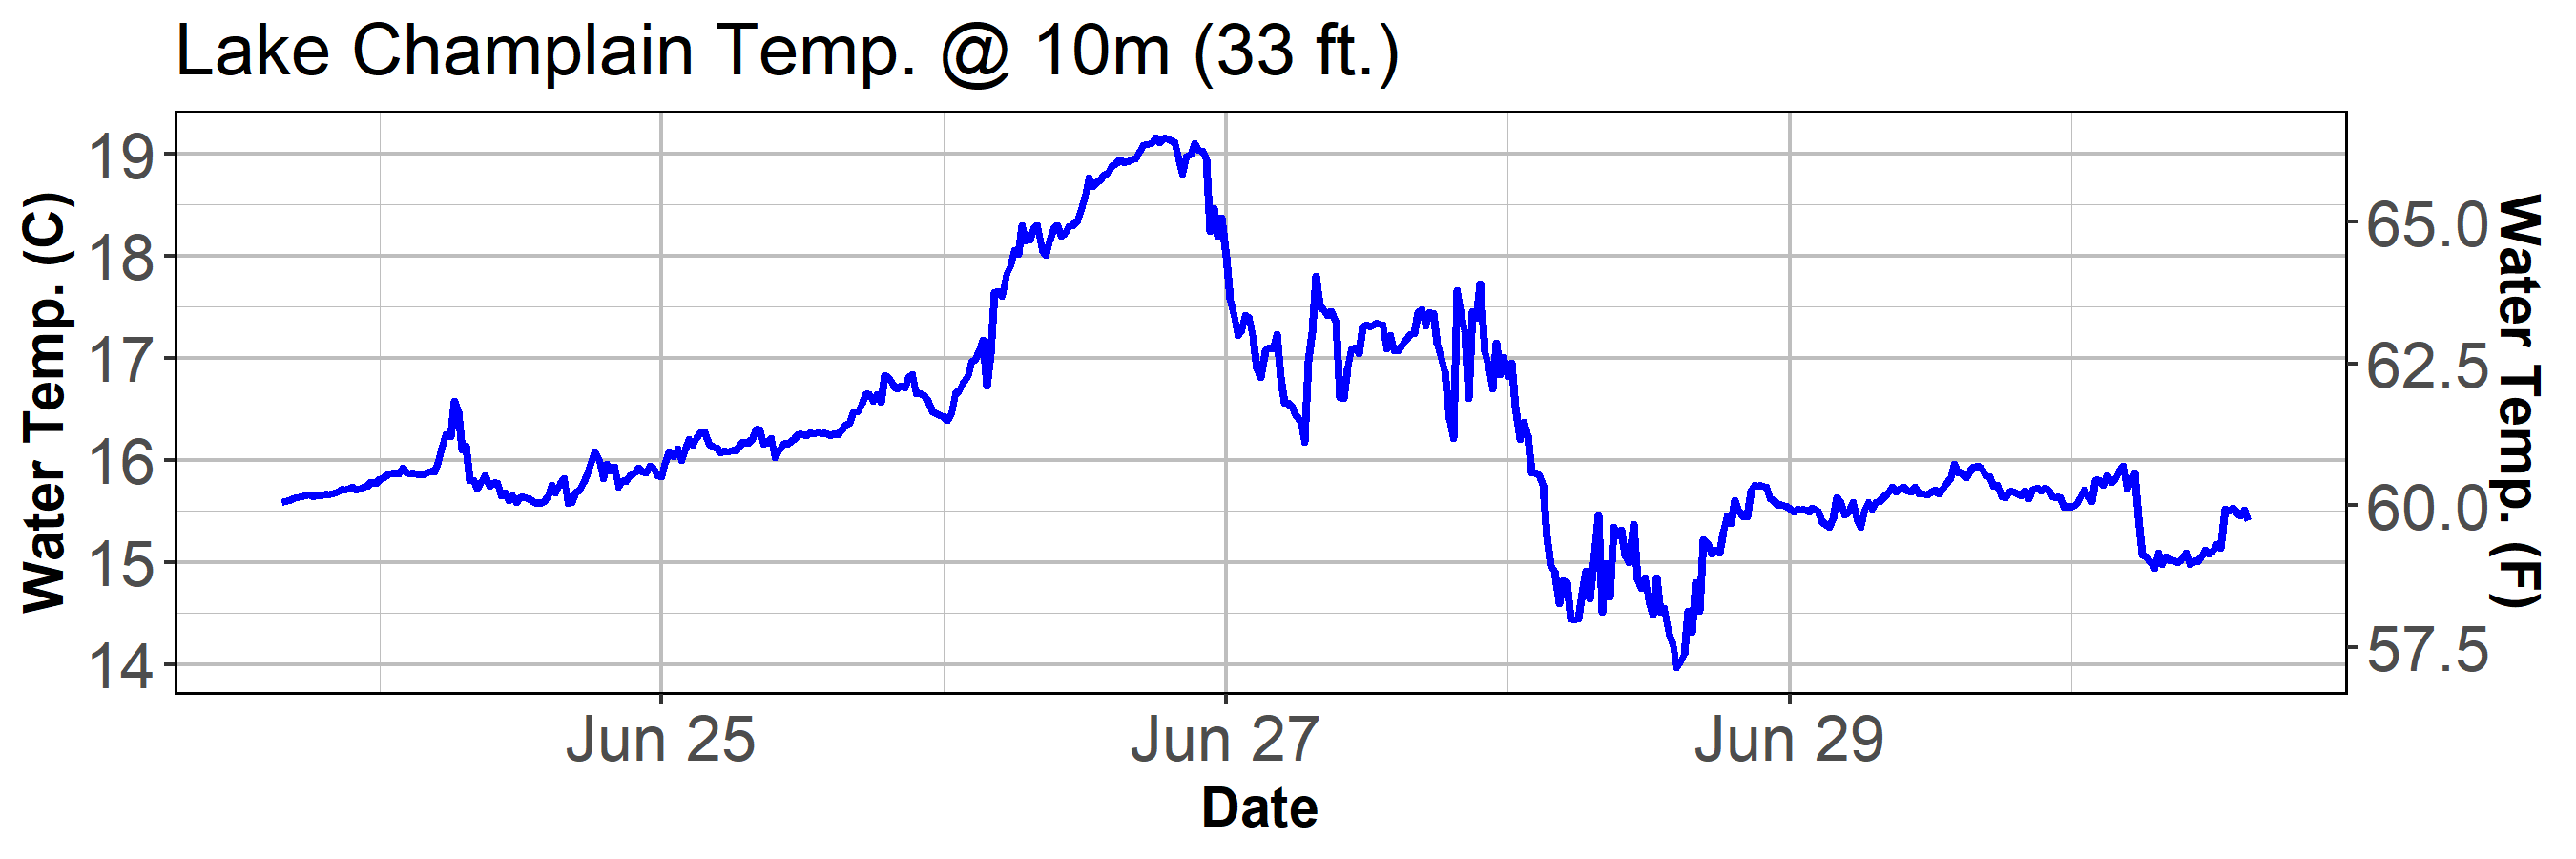 Lake Champlain Temp. @ 10m (33 ft.)
Water Temp. (C)
19
18
17
16
15
14
65.0
62.5
60.0
57.5
Water Temp. (F)
Jun 25
Jun 27
Jun 29
Date